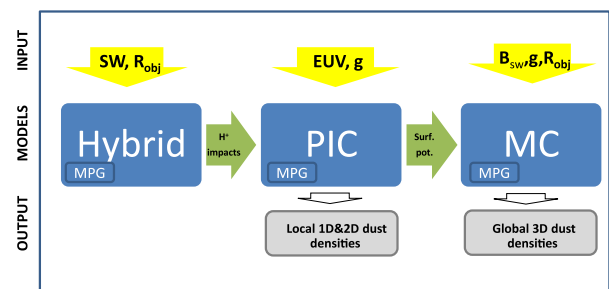 INPUT
SW, Robj
EUV, g
Bsw,g,Robj
MODELS
Hybrid
MPG
H+
impacts
PIC
MPG
Surf.
pot.
MC
MPG
OUTPUT
Local 1D&2D dust
densities
Global 3D dust
densities